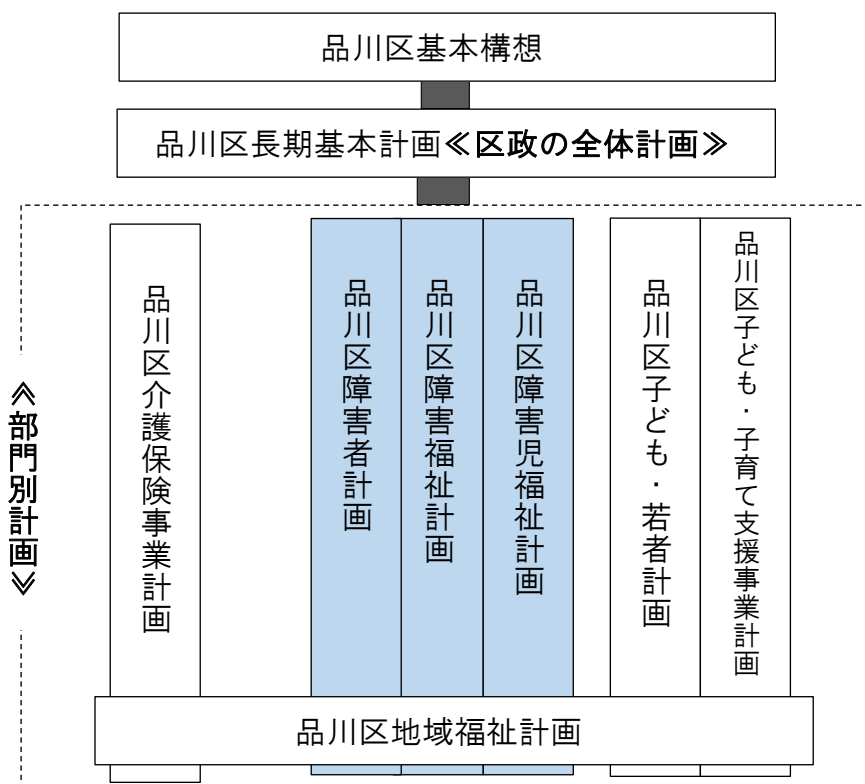 品川区基本構想
品川区長期基本計画≪区政の全体計画≫
≪部門別計画≫
品川区介護保険事業計画
品川区障害者計画
品川区障害福祉計画
品川区障害児福祉計画
品川区子ども・若者計画
品川区子ども・子育て支援事業計画
品川区地域福祉計画